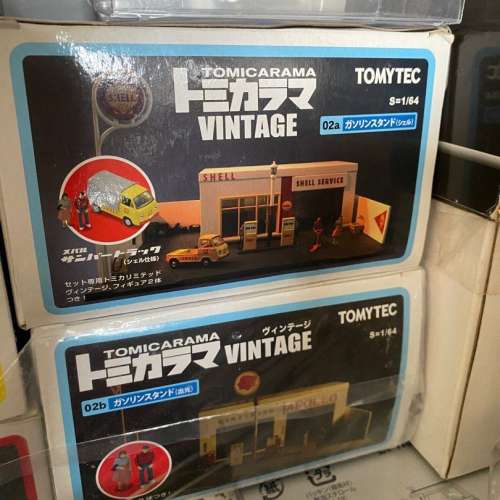 TOMICARAMA
トミカラマ
VINTAGE
TOMYTEC
S=1/64
02a ガソリンスタンド(シェル)
SHELL
SHELL
SHELL SERVICE
スバル
サンバートラック
(シェル仕様)
セット専用トミカリミテッド
ヴィンテージ、フィギュア2体
つき!
TOMICARAMA
トミカラマ
ヴィンテージ
VINTAGE
TOMYTEC
S=1/64
02b ガソリンスタンド(出光)
APOLLO